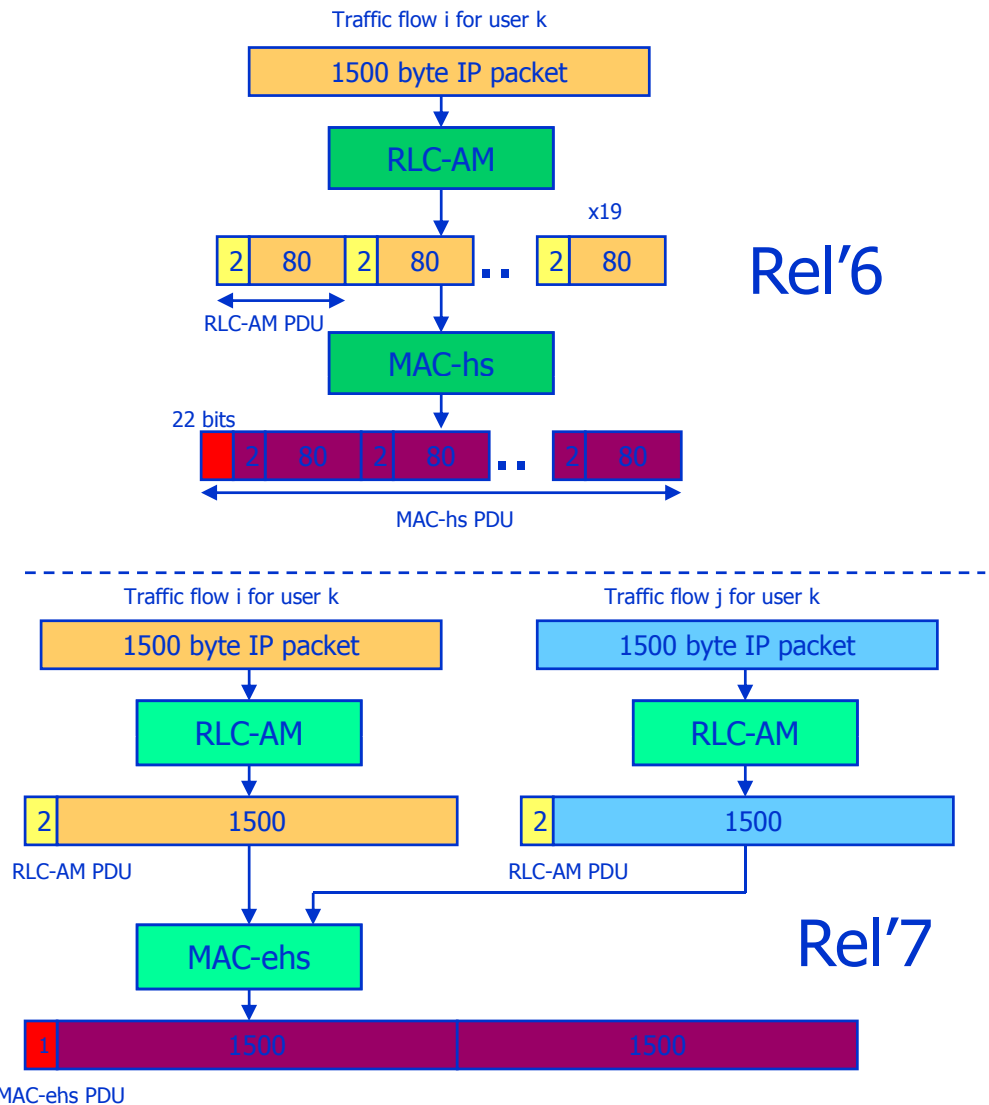 Traffic flow i for user k
1500 byte IP packet
RLC-AM
x19
2 80 2 80 .. 2 80
Rel'6
RLC-AM PDU
MAC-hs
22 bits
2 80 2 80 .. 2 80
MAC-hs PDU
Traffic flow i for user k
Traffic flow j for user k
1500 byte IP packet
1500 byte IP packet
RLC-AM
RLC-AM
2 1500
2 1500
RLC-AM PDU
RLC-AM PDU
Rel'7
MAC-ehs
1 1500 1500
MAC-ehs PDU